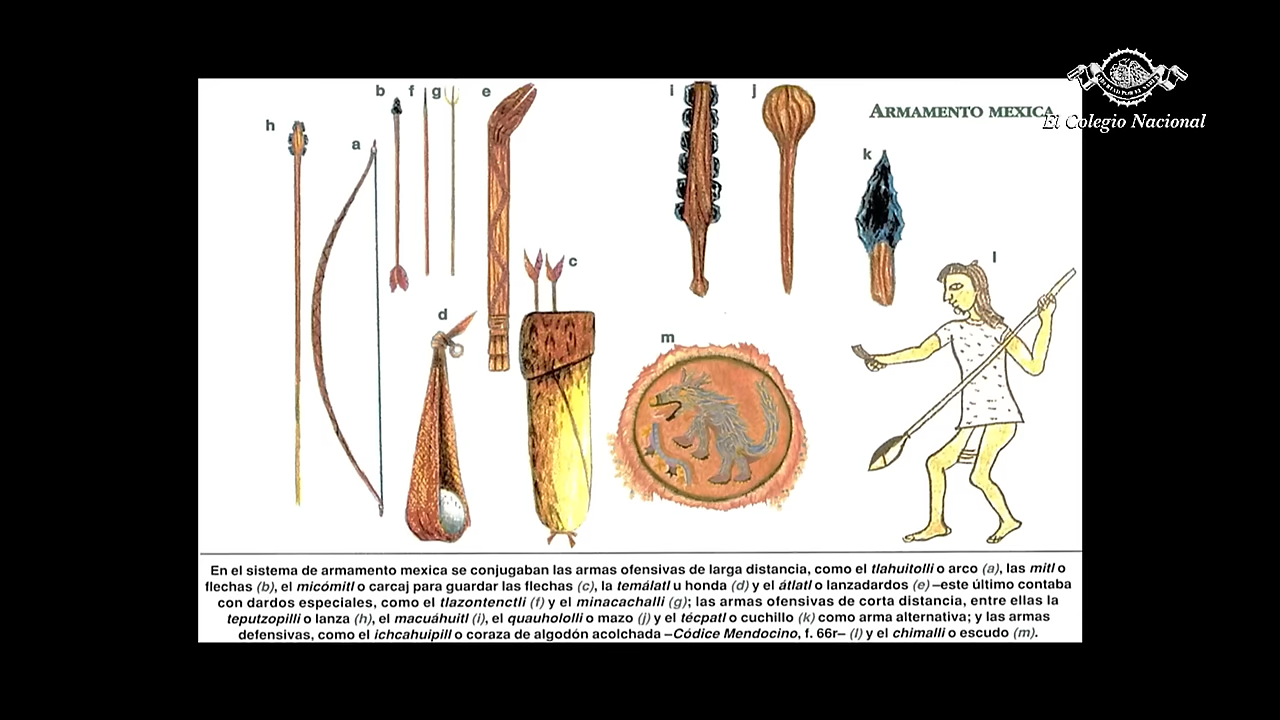 h
a
b
f
g
e
i
j
ARMAMENTO MEXICA
El Colegio Nacional
k
c
l
d
m
En el sistema de armamento mexica se conjugaban las armas ofensivas de larga distancia, como el tlahuitolli o arco (a), las mitl o
flechas (b), el micómitl o carcaj para guardar las flechas (c), la temálatl u honda (d) y el átlatl o lanzadardos (e) –este último contaba
con dardos especiales, como el tlazontenctli (f) y el minacachalli (g); las armas ofensivas de corta distancia, entre ellas la
teputzopilli o lanza (h), el macuáhuitl (i), el quauhololli o mazo (j) y el técpatl o cuchillo (k) como arma alternativa; y las armas
defensivas, como el ichcahuipill o coraza de algodón acolchada –Códice Mendocino, f. 66r– (l) y el chimalli o escudo (m).